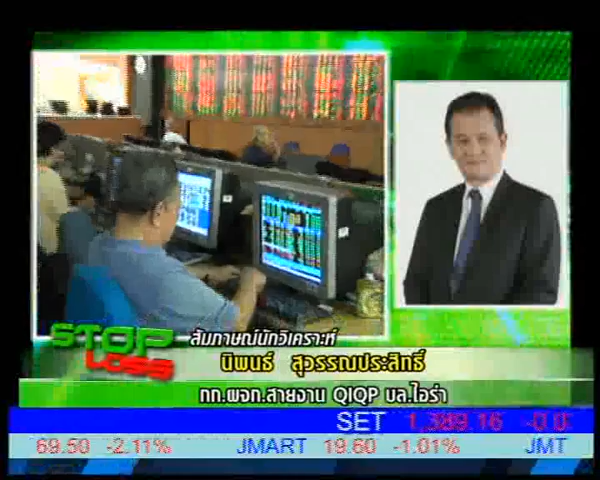 STOP LOSS
สัมภาษณ์นักวิเคราะห์
นิพนธ์ สุวรรณประสิทธิ์
กก.ผจก.สายงาน QIQP บล.ไอร่า
SET 1,389.16 -0.0
69.50 -2.11% JMART 19.60 -1.01% JMT